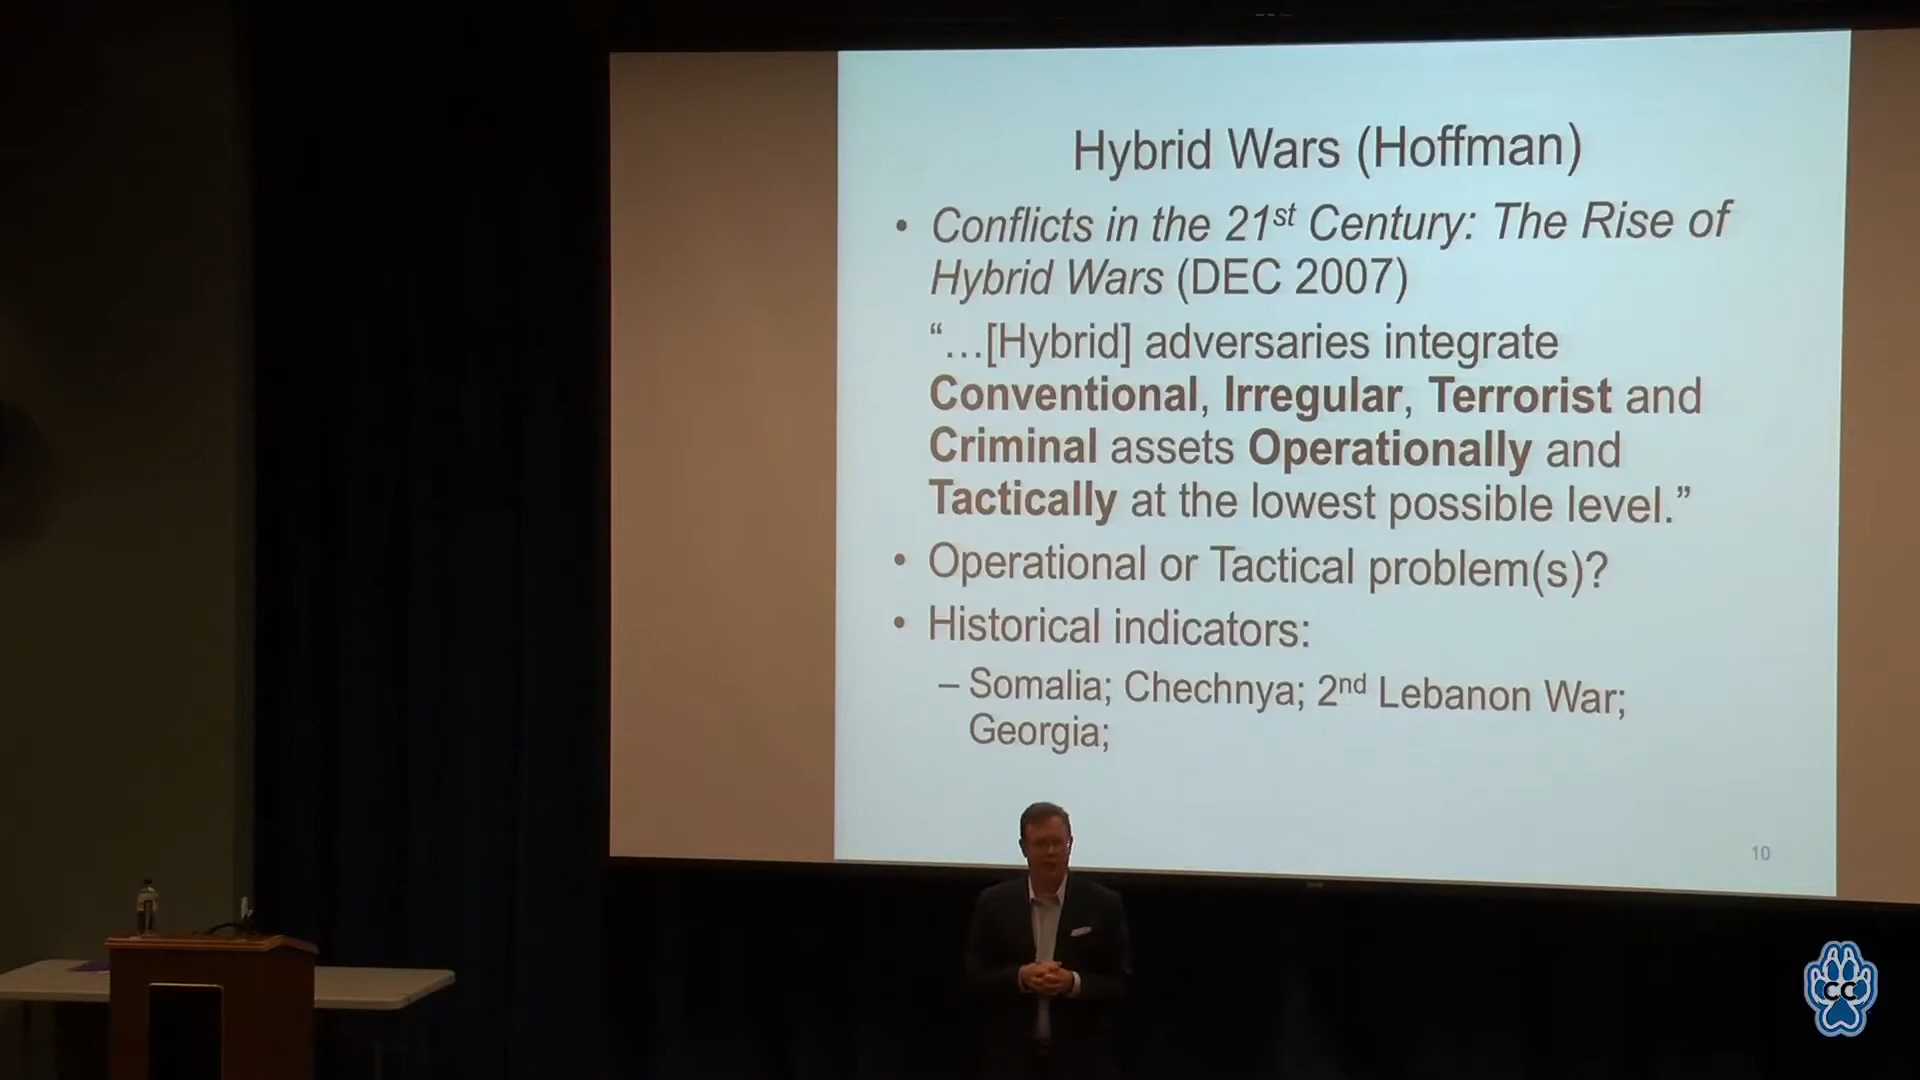 Hybrid Wars (Hoffman)
• Conflicts in the 21st Century: The Rise of
Hybrid Wars (DEC 2007)
“…[Hybrid] adversaries integrate
Conventional, Irregular, Terrorist and
Criminal assets Operationally and
Tactically at the lowest possible level.”
• Operational or Tactical problem(s)?
• Historical indicators:
– Somalia; Chechnya; 2nd Lebanon War;
Georgia;
10
CC